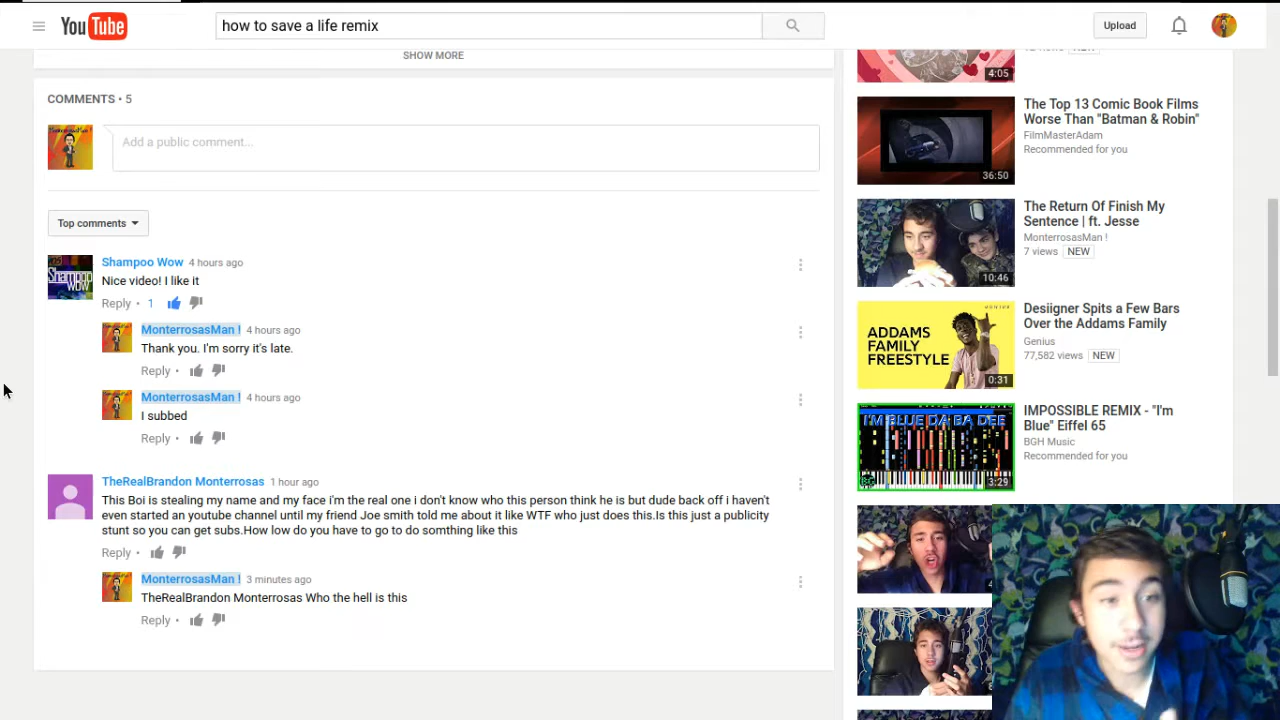 YouTube
how to save a life remix
Upload
SHOW MORE
COMMENTS • 5
Add a public comment...
Top comments
Shampoo Wow 4 hours ago
Nice video! I like it
Reply • 1
MonterrosasMan ! 4 hours ago
Thank you. I'm sorry it's late.
Reply •
MonterrosasMan ! 4 hours ago
I subbed
Reply •
TheRealBrandon Monterrosas 1 hour ago
This Boi is stealing my name and my face i'm the real one i don't know who this person think he is but dude back off i haven't
even started an youtube channel until my friend Joe smith told me about it like WTF who just does this.Is this just a publicity
stunt so you can get subs.How low do you have to go to do somthing like this
Reply •
MonterrosasMan ! 3 minutes ago
TheRealBrandon Monterrosas Who the hell is this
Reply •
4:05
The Top 13 Comic Book Films
Worse Than "Batman & Robin"
FilmMasterAdam
Recommended for you
36:50
The Return Of Finish My
Sentence | ft. Jesse
MonterrosasMan !
7 views NEW
10:46
Desiigner Spits a Few Bars
Over the Addams Family
Genius
77,582 views NEW
ADDAMS
FAMILY
FREESTYLE
0:31
IMPOSSIBLE REMIX - "I'm
Blue" Eiffel 65
BGH Music
Recommended for you
I'M BLUE DA BA DEE
3:29
Shampoo
WOW